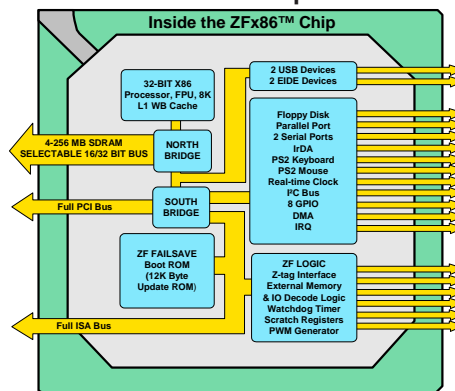 Inside the ZFx86™ Chip
32-BIT X86
Processor, FPU, 8K
L1 WB Cache
2 USB Devices
2 EIDE Devices
4-256 MB SDRAM
SELECTABLE 16/32 BIT BUS
NORTH
BRIDGE
Floppy Disk
Parallel Port
2 Serial Ports
IrDA
PS2 Keyboard
PS2 Mouse
Real-time Clock
I²C Bus
8 GPIO
DMA
IRQ
Full PCI Bus
SOUTH
BRIDGE
ZF FAILSAVE
Boot ROM
(12K Byte
Update ROM)
ZF LOGIC
Z-tag Interface
External Memory
& IO Decode Logic
Watchdog Timer
Scratch Registers
PWM Generator
Full ISA Bus